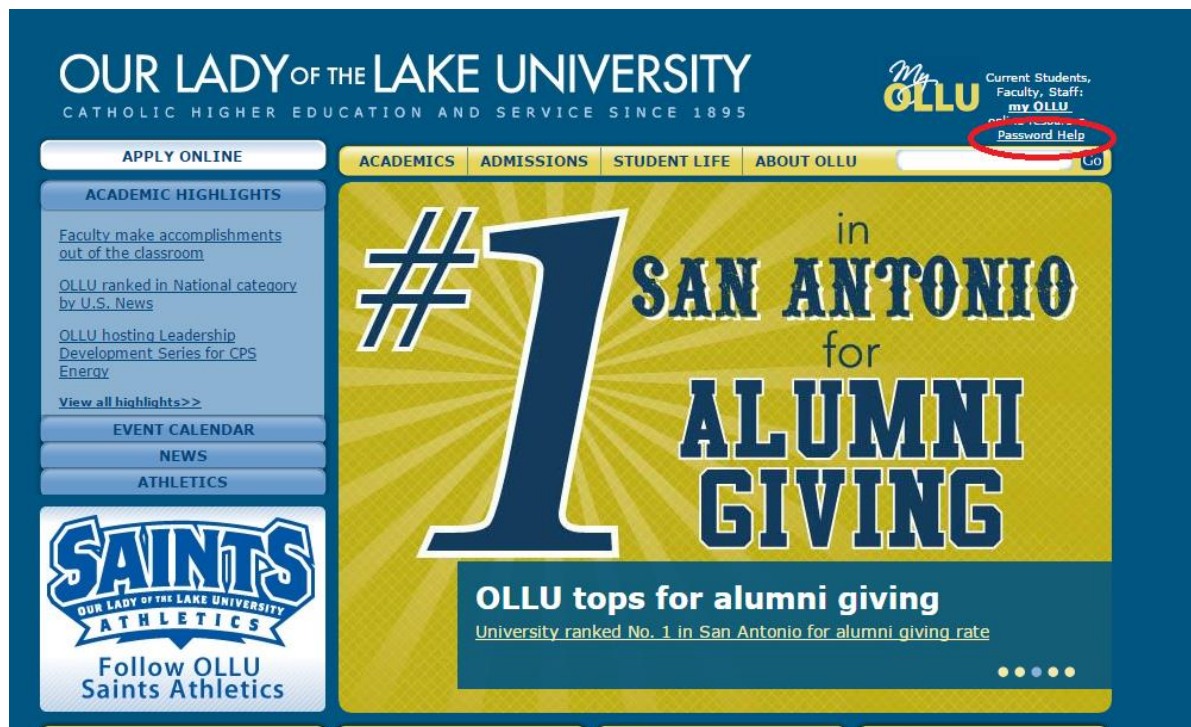 OUR LADY OF THE LAKE UNIVERSITY
CATHOLIC HIGHER EDUCATION AND SERVICE SINCE 1895
My
OLLU
Current Students,
Faculty, Staff:
my OLLU
Password Help
APPLY ONLINE
ACADEMICS
ADMISSIONS
STUDENT LIFE
ABOUT OLLU
Go
ACADEMIC HIGHLIGHTS
Faculty make accomplishments
out of the classroom
OLLU ranked in National category
by U.S. News
OLLU hosting Leadership
Development Series for CPS
Energy
View all highlights>>
EVENT CALENDAR
NEWS
ATHLETICS
SAINTS
OUR LADY OF THE LAKE UNIVERSITY
ATHLETICS
Follow OLLU
Saints Athletics
#1
in
SAN ANTONIO
for
ALUMNI
GIVING
OLLU tops for alumni giving
University ranked No. 1 in San Antonio for alumni giving rate